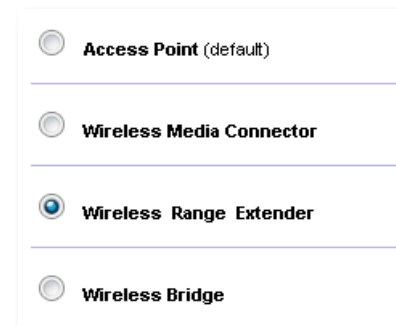 Access Point (default)
Wireless Media Connector
Wireless Range Extender
Wireless Bridge